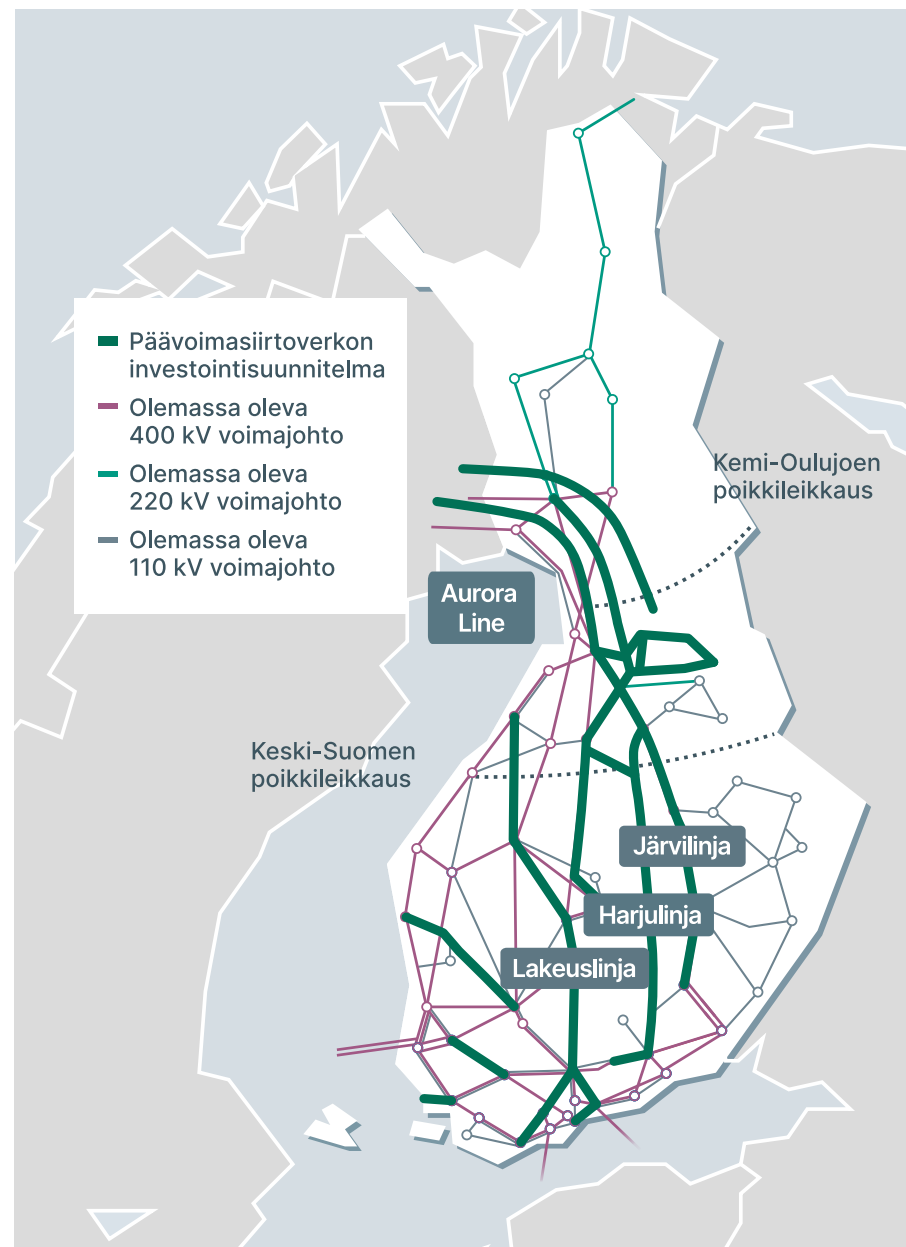 Päävoimasiirtoverkon
investointisuunnitelma
Olemassa oleva
400 kV voimajohto
Olemassa oleva
220 kV voimajohto
Olemassa oleva
110 kV voimajohto
Kemi-Oulujoen
poikkileikkaus
Aurora
Line
Keski-Suomen
poikkileikkaus
Järvilinja
Harjulinja
Lakeuslinja